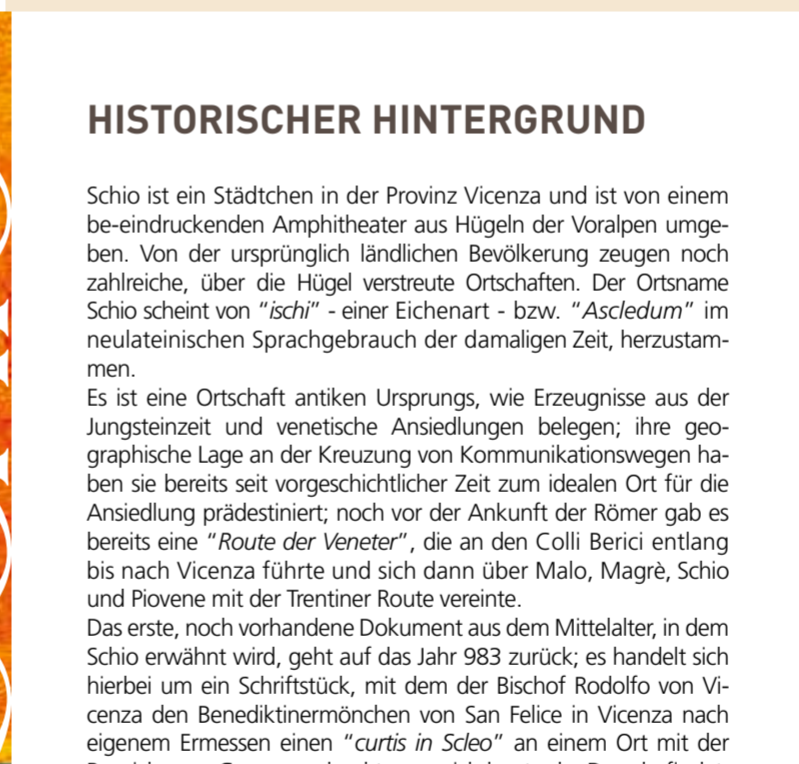 HISTORISCHER HINTERGRUND
Schio ist ein Städtchen in der Provinz Vicenza und ist von einem
be-eindruckenden Amphitheater aus Hügeln der Voralpen umge-
ben. Von der ursprünglich ländlichen Bevölkerung zeugen noch
zahlreiche, über die Hügel verstreute Ortschaften. Der Ortsname
Schio scheint von "ischi" - einer Eichenart - bzw. "Ascledum" im
neulateinischen Sprachgebrauch der damaligen Zeit, herzustam-
men.
Es ist eine Ortschaft antiken Ursprungs, wie Erzeugnisse aus der
Jungsteinzeit und venetische Ansiedlungen belegen; ihre geo-
graphische Lage an der Kreuzung von Kommunikationswegen ha-
ben sie bereits seit vorgeschichtlicher Zeit zum idealen Ort für die
Ansiedlung prädestiniert; noch vor der Ankunft der Römer gab es
bereits eine "Route der Veneter", die an den Colli Berici entlang
bis nach Vicenza führte und sich dann über Malo, Magrè, Schio
und Piovene mit der Trentiner Route vereinte.
Das erste, noch vorhandene Dokument aus dem Mittelalter, in dem
Schio erwähnt wird, geht auf das Jahr 983 zurück; es handelt sich
hierbei um ein Schriftstück, mit dem der Bischof Rodolfo von Vi-
cenza den Benediktinermönchen von San Felice in Vicenza nach
eigenem Ermessen einen "curtis in Scleo" an einem Ort mit der